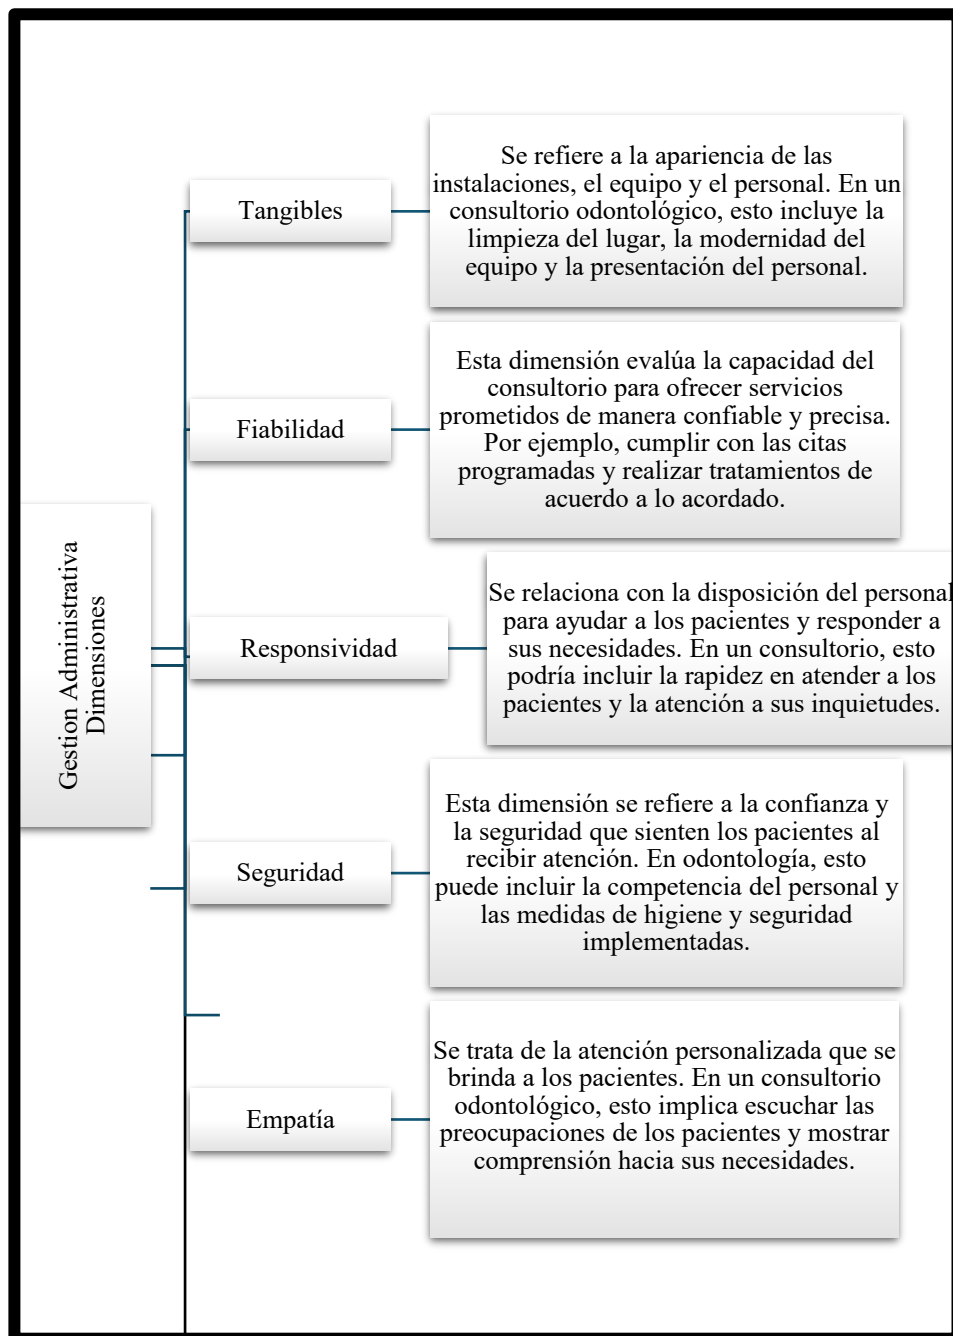 Gestion Administrativa
Dimensiones
Tangibles
Se refiere a la apariencia de las
instalaciones, el equipo y el personal. En un
consultorio odontológico, esto incluye la
limpieza del lugar, la modernidad del
equipo y la presentación del personal.
Fiabilidad
Esta dimensión evalúa la capacidad del
consultorio para ofrecer servicios
prometidos de manera confiable y precisa.
Por ejemplo, cumplir con las citas
programadas y realizar tratamientos de
acuerdo a lo acordado.
Responsividad
Se relaciona con la disposición del personal
para ayudar a los pacientes y responder a
sus necesidades. En un consultorio, esto
podría incluir la rapidez en atender a los
pacientes y la atención a sus inquietudes.
Seguridad
Esta dimensión se refiere a la confianza y
la seguridad que sienten los pacientes al
recibir atención. En odontología, esto
puede incluir la competencia del personal y
las medidas de higiene y seguridad
implementadas.
Empatía
Se trata de la atención personalizada que se
brinda a los pacientes. En un consultorio
odontológico, esto implica escuchar las
preocupaciones de los pacientes y mostrar
comprensión hacia sus necesidades.